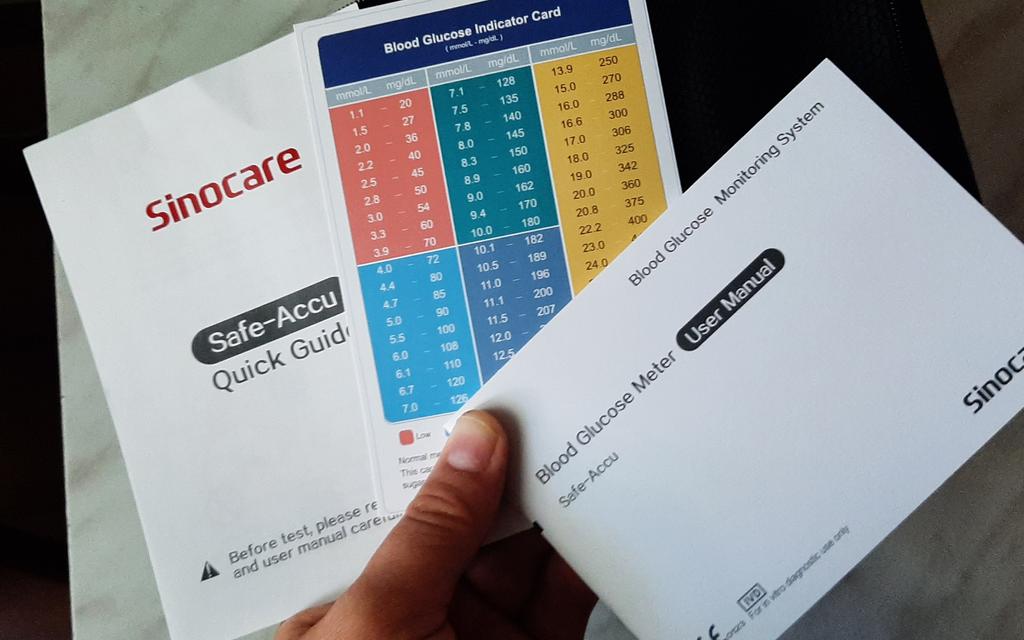 Sinocare
Safe-Accu
Quick Guide
Before test, please re
and user manual careful
Blood Glucose Indicator Card
( mmol/L - mg/dL )
mmol/L mg/dL
1.1 - 20
1.5 - 27
2.0 - 36
2.2 - 40
2.5 - 45
2.8 - 50
3.0 - 54
3.3 - 60
3.9 - 70
4.0 - 72
4.4 - 80
4.7 - 85
5.0 - 90
5.5 - 100
6.0 - 108
6.1 - 110
6.7 - 120
7.0 - 126
mmol/L mg/dL
7.1 - 128
7.5 - 135
7.8 - 140
8.0 - 145
8.3 - 150
8.9 - 160
9.0 - 162
9.4 - 170
10.0 - 180
10.1 - 182
10.5 - 189
11.0 - 196
11.1 - 200
11.5 - 207
12.0 -
12.5
mmol/L mg/dL
13.9 250
15.0 270
16.0 288
16.6 300
17.0 306
18.0 325
19.0 342
20.0 360
20.8 375
22.2 400
23.0
24.0
Low
Normal
This
Blood Glucose Monitoring System
Blood Glucose Meter User Manual
Safe-Accu
Sinoca
IVD For in vitro diagnostic use only